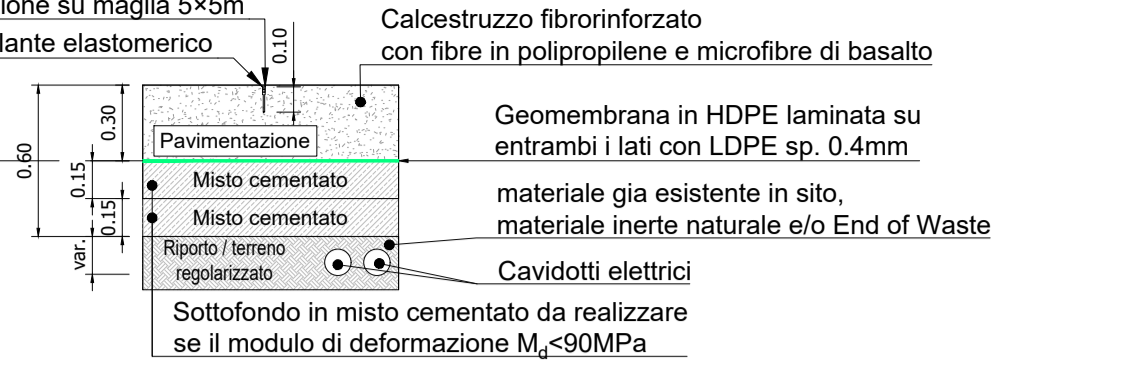 ione su maglia 5×5m
lante elastomerico
0.10
Calcestruzzo fibrorinforzato
con fibre in polipropilene e microfibre di basalto
0.30
0.60
Pavimentazione
Geomembrana in HDPE laminata su
entrambi i lati con LDPE sp. 0.4mm
0.15
Misto cementato
0.15
Misto cementato
materiale gia esistente in sito,
materiale inerte naturale e/o End of Waste
var.
Riporto / terreno
regolarizzato
Cavidotti elettrici
Sottofondo in misto cementato da realizzare
se il modulo di deformazione Md<90MPa